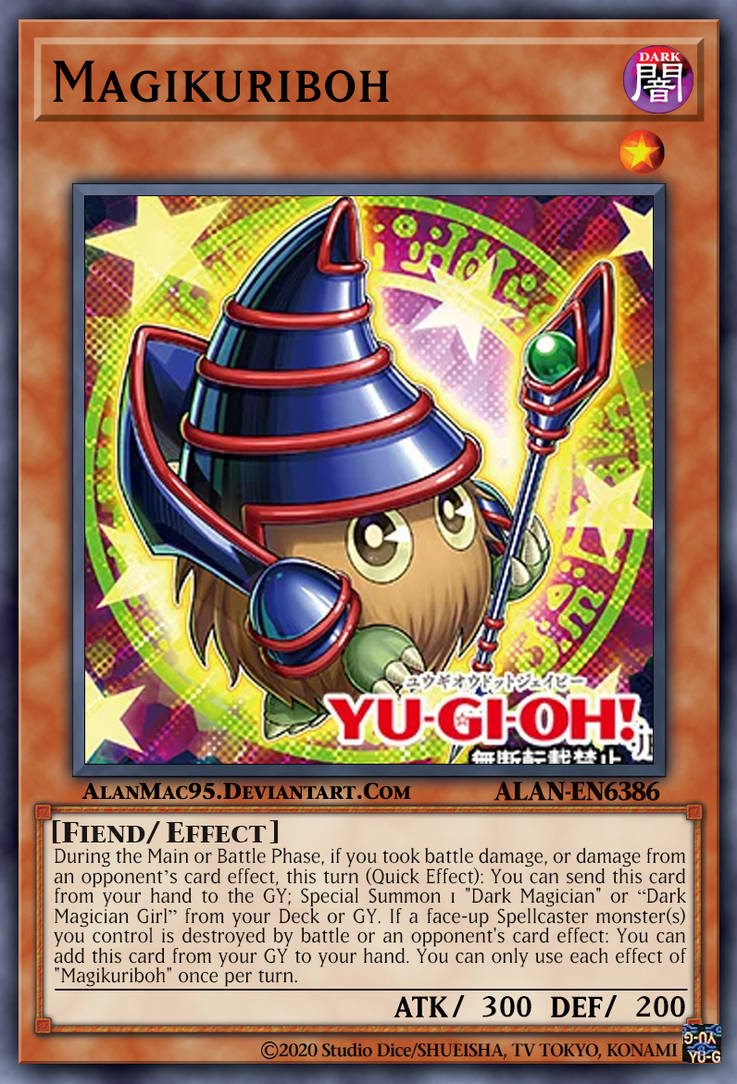 MAGIKURIBOH
DARK
闇
ユウギオウドットジェイピー
YU-GI-OH!
無断転載禁止
ALANMAC95.DEVIANTART.COM ALAN-EN6386
[FIEND/ EFFECT]
During the Main or Battle Phase, if you took battle damage, or damage from
an opponent’s card effect, this turn (Quick Effect): You can send this card
from your hand to the GY; Special Summon 1 "Dark Magician" or “Dark
Magician Girl” from your Deck or GY. If a face-up Spellcaster monster(s)
you control is destroyed by battle or an opponent's card effect: You can
add this card from your GY to your hand. You can only use each effect of
"Magikuriboh" once per turn.
ATK/ 300 DEF/ 200
©2020 Studio Dice/SHUEISHA, TV TOKYO, KONAMI